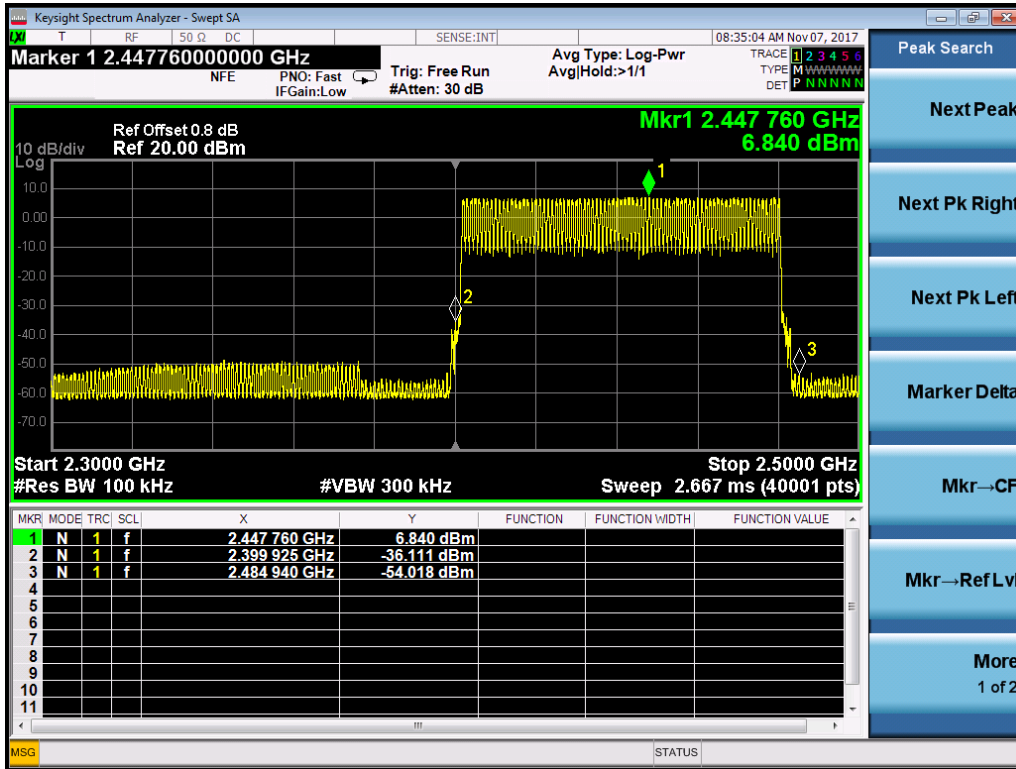 Keysight Spectrum Analyzer - Swept SA
LXI T RF 50 Ω DC SENSE:INT 08:35:04 AM Nov 07, 2017
Marker 1 2.447760000000 GHz
NFE PNO: Fast IFGain:Low
Trig: Free Run
#Atten: 30 dB
Avg Type: Log-Pwr
Avg|Hold:>1/1
TRACE 1 2 3 4 5 6
TYPE M W W W W W
DET P N N N N N
Ref Offset 0.8 dB
Ref 20.00 dBm
Mkr1 2.447 760 GHz
6.840 dBm
10 dB/div
Log
10.0
0.00
-10.0
-20.0
-30.0
-40.0
-50.0
-60.0
-70.0
1
2
3
Start 2.3000 GHz Stop 2.5000 GHz
#Res BW 100 kHz #VBW 300 kHz Sweep 2.667 ms (40001 pts)
MKR MODE TRC SCL X Y FUNCTION FUNCTION WIDTH FUNCTION VALUE
1 N 1 f 2.447 760 GHz 6.840 dBm
2 N 1 f 2.399 925 GHz -36.111 dBm
3 N 1 f 2.484 940 GHz -54.018 dBm
4
5
6
7
8
9
10
11
MSG STATUS
Peak Search
Next Peak
Next Pk Right
Next Pk Left
Marker Delta
Mkr→CF
Mkr→Ref Lvl
More
1 of 2